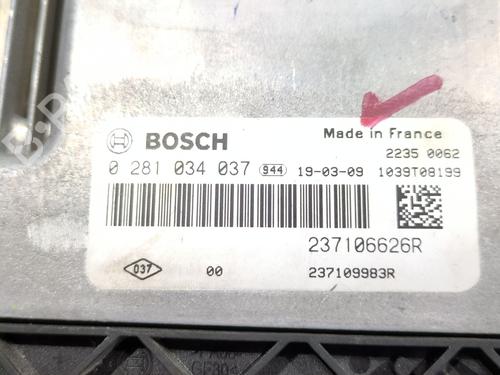 BOSCH
Made in France
0 281 034 037 944 19-03-09
2235 0062
1039T08199
237106626R
037 00 237109983R